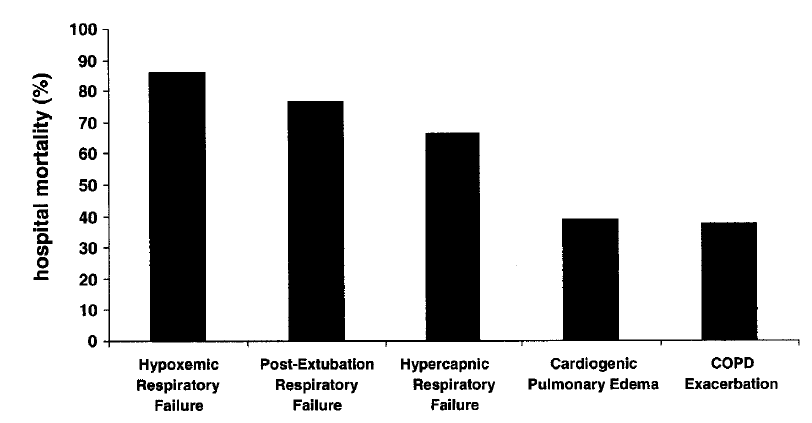 hospital mortality (%)
100
90
80
70
60
50
40
30
20
10
0
Hypoxemic
Respiratory
Failure
Post-Extubation
Respiratory
Failure
Hypercapnic
Respiratory
Failure
Cardiogenic
Pulmonary Edema
COPD
Exacerbation